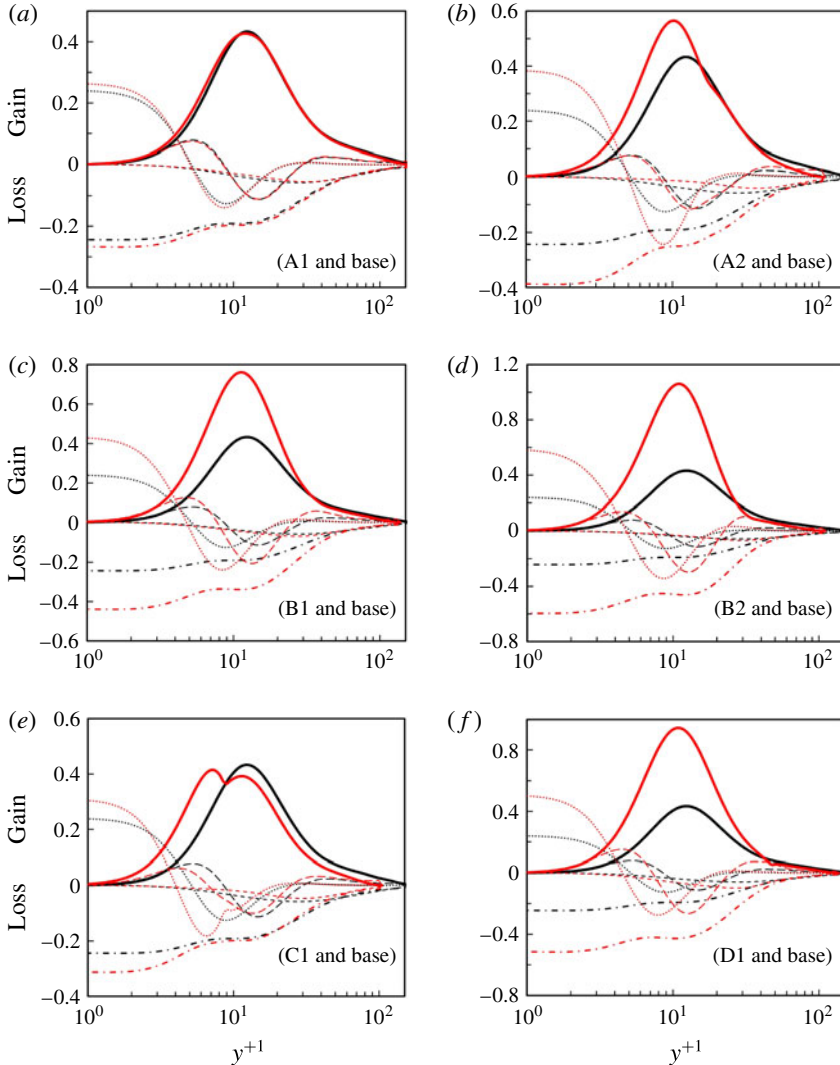 (a)
0.4
0.2
0
−0.2
−0.4
Gain
Loss
(A1 and base)
10^0
10^1
10^2
(b)
0.6
0.4
0.2
0
−0.2
0.4
(A2 and base)
10^0
10^1
10^2
(c)
0.8
0.6
0.4
0.2
0
−0.2
−0.4
−0.6
Gain
Loss
(B1 and base)
10^0
10^1
10^2
(d)
1.2
0.8
0.4
0
−0.4
−0.8
(B2 and base)
10^0
10^1
10^2
(e)
0.6
0.4
0.2
0
−0.2
−0.4
Gain
Loss
(C1 and base)
10^0
10^1
10^2
y^{+1}
(f)
0.8
0.4
0
−0.4
−0.8
(D1 and base)
10^0
10^1
10^2
y^{+1}